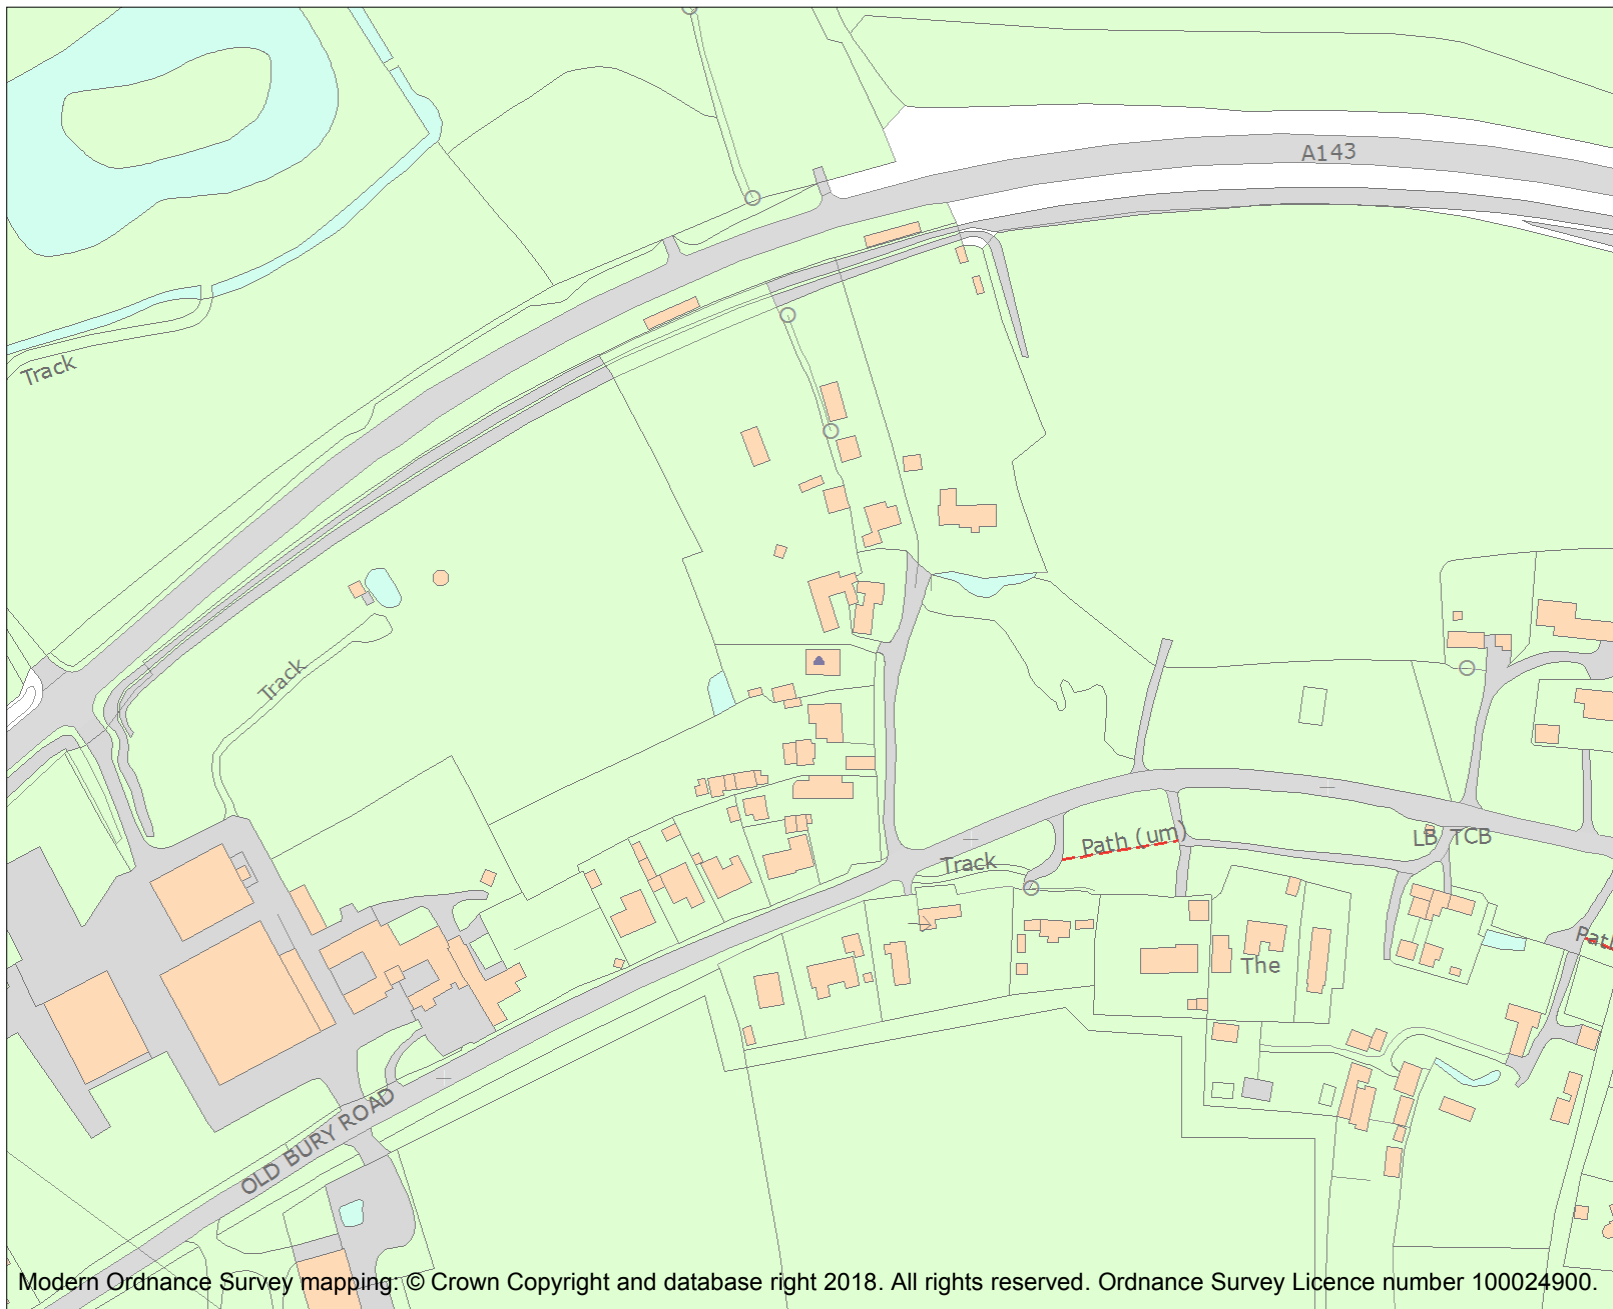 A143
Track
Track
Path (um)
LB TCB
Track
Path
The
OLD BURY ROAD
Modern Ordnance Survey mapping: © Crown Copyright and database right 2018. All rights reserved. Ordnance Survey Licence number 100024900.